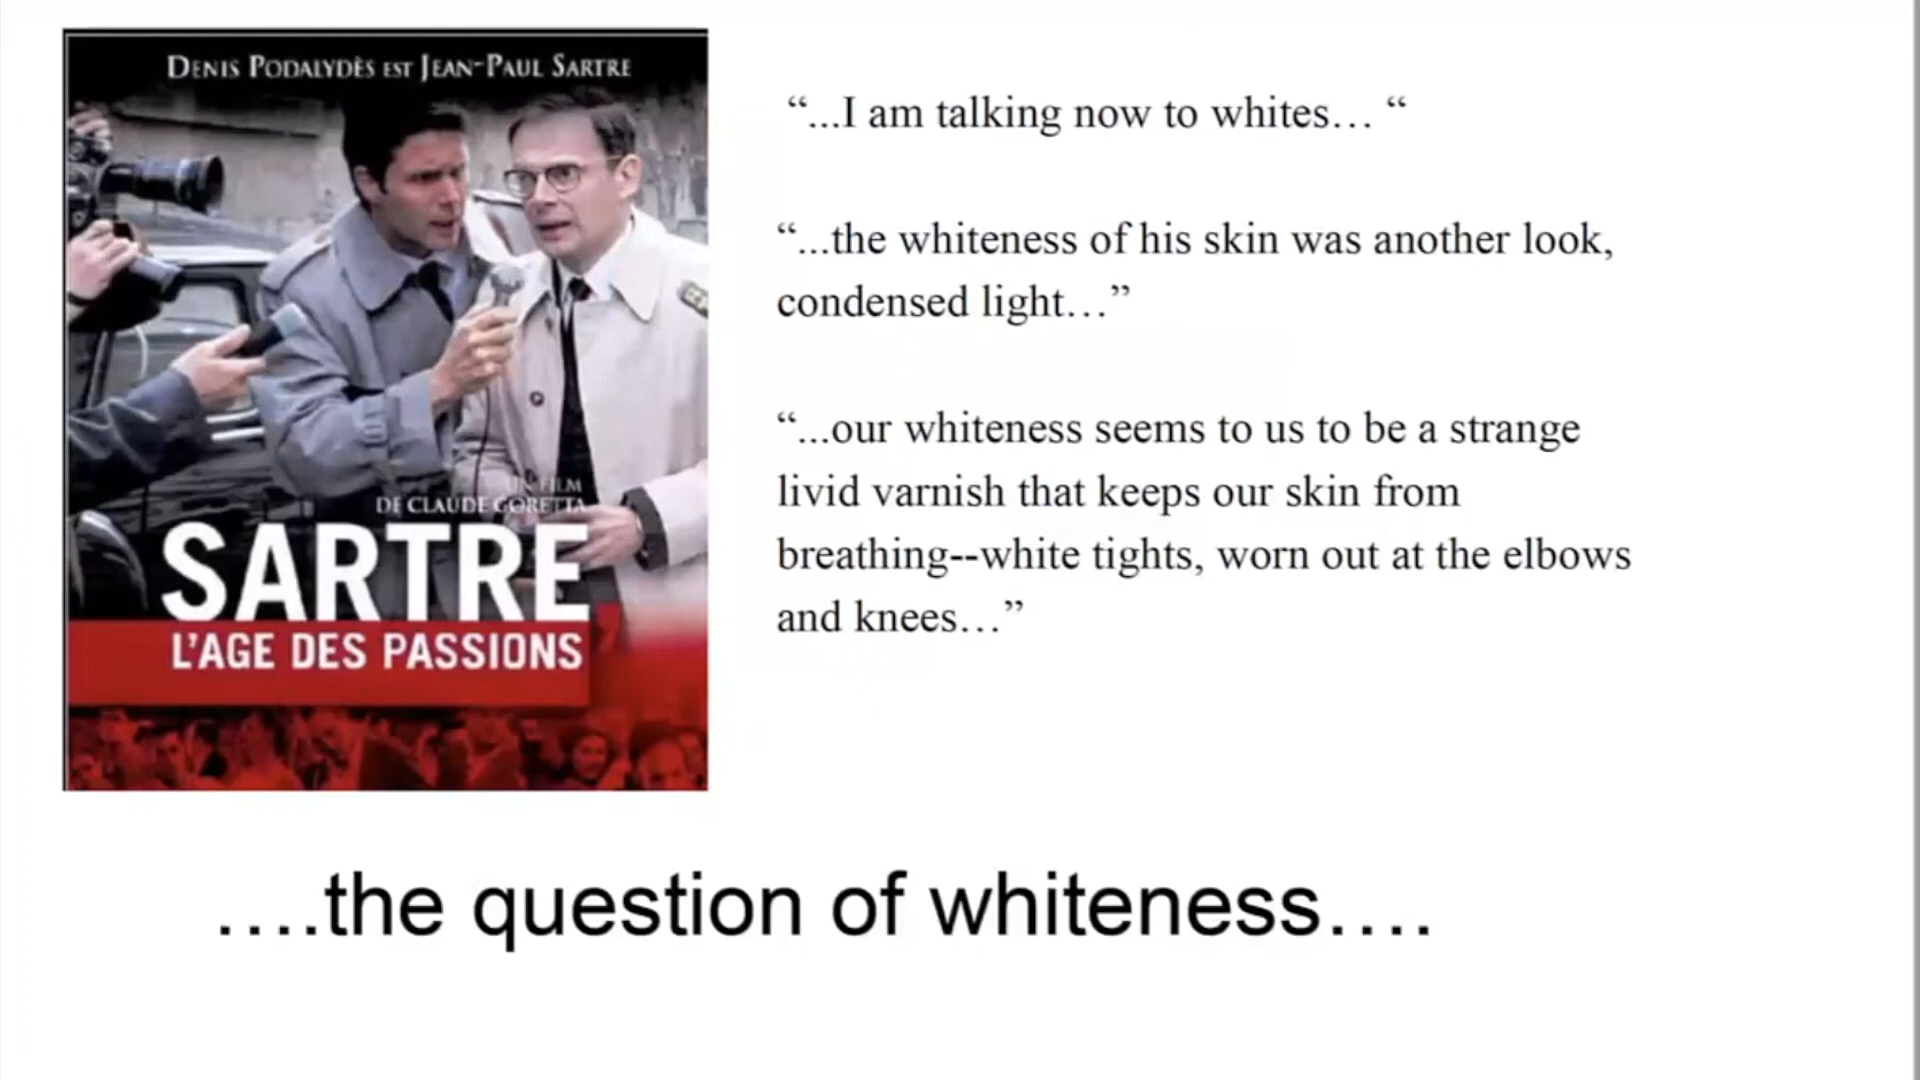 DENIS PODALYDÈS EST JEAN-PAUL SARTRE
UN FILM
DE CLAUDE GORETTA
SARTRE,
L'AGE DES PASSIONS
“...I am talking now to whites… “
“...the whiteness of his skin was another look,
condensed light…”
“...our whiteness seems to us to be a strange
livid varnish that keeps our skin from
breathing--white tights, worn out at the elbows
and knees…”
….the question of whiteness….